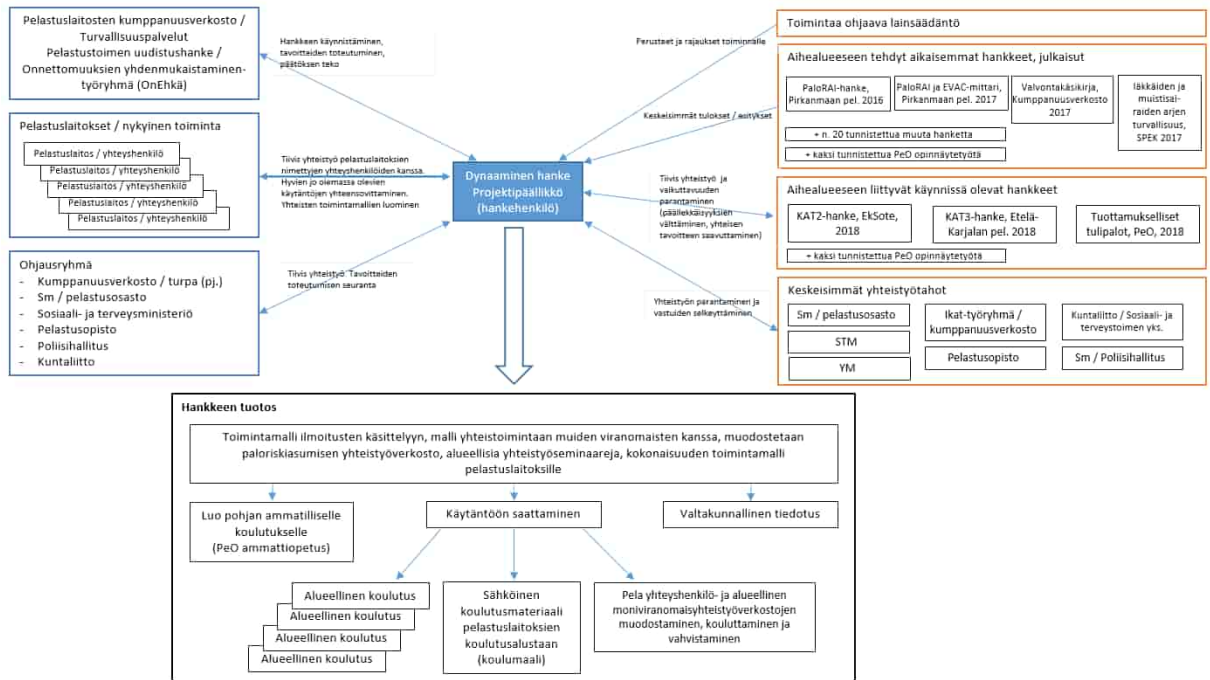 Pelastuslaitosten kumppanuusverkosto /
Turvallisuuspalvelut
Pelastustoimen uudistushanke /
Onnettomuuksien yhdenmukaistaminen-
työryhmä (OnEhkä)
Hankkeen käynnistäminen,
tavoitteiden toteutuminen,
päätöksen teko
Pelastuslaitokset / nykyinen toiminta
Pelastuslaitos / yhteyshenkilö
Pelastuslaitos / yhteyshenkilö
Pelastuslaitos / yhteyshenkilö
Pelastuslaitos / yhteyshenkilö
Pelastuslaitos / yhteyshenkilö
Tiivis yhteistyö pelastuslaitoksien
nimettyjen yhteyshenkilöiden kanssa.
Hyvien jo olemassa olevien
käytäntöjen yhteensovittaminen.
Yhteisten toimintamallien luominen
Ohjausryhmä
- Kumppanuusverkosto / turpa (pj.)
- Sm / pelastusosasto
- Sosiaali- ja terveysministeriö
- Pelastusopisto
- Poliisihallitus
- Kuntaliitto
Tiivis yhteistyö. Tavoitteiden
toteutumisen seuranta
Dynaaminen hanke
Projektipäällikkö
(hankehenkilö)
Perusteet ja rajaukset toiminnalle
Toimintaa ohjaava lainsäädäntö
Keskeisimmät tulokset / esitykset
Aihealueeseen tehdyt aikaisemmat hankkeet, julkaisut
PaloRAI-hanke,
Pirkanmaan pel. 2016
PaloRAI ja EVAC-mittari,
Pirkanmaan pel. 2017
Valvontakäsikirja,
Kumppanuusverkosto
2017
Iäkkäiden ja
muistisai-
raiden arjen
turvallisuus,
SPEK 2017
+ n. 20 tunnistettua muuta hanketta
+ kaksi tunnistettua PeO opinnäytetyötä
Tiivis yhteistyö ja
vaikuttavuuden
parantaminen
(päällekkäisyyksien
välttäminen, yhteisen
tavoitteen saavuttaminen)
Aihealueeseen liittyvät käynnissä olevat hankkeet
KAT2-hanke, EkSote,
2018
KAT3-hanke, Etelä-
Karjalan pel. 2018
Tuottamukselliset
tulipalot, PeO, 2018
+ kaksi tunnistettua PeO opinnäytetyötä
Yhteistyön parantaminen ja
vastuiden selkeyttäminen
Keskeisimmät yhteistyötahot
Sm / pelastusosasto
STM
YM
Ikat-työryhmä /
kumppanuusverkosto
Pelastusopisto
Kuntaliitto / Sosiaali- ja
terveystoimen yks.
Sm / Poliisihallitus
Hankkeen tuotos
Toimintamalli ilmoitusten käsittelyyn, malli yhteistoimintaan muiden viranomaisten kanssa, muodostetaan
paloriskiasumisen yhteistyöverkosto, alueellisia yhteistyöseminaareja, kokonaisuuden toimintamalli
pelastuslaitoksille
Luo pohjan ammatilliselle
koulutukselle
(PeO ammattiopetus)
Käytäntöön saattaminen
Valtakunnallinen tiedotus
Alueellinen koulutus
Alueellinen koulutus
Alueellinen koulutus
Alueellinen koulutus
Sähköinen
koulutusmateriaali
pelastuslaitoksien
koulutusalustaan
(koulumaali)
Pela yhteyshenkilö- ja alueellinen
moniviranomaisyhteistyöverkostojen
muodostaminen, kouluttaminen ja
vahvistaminen